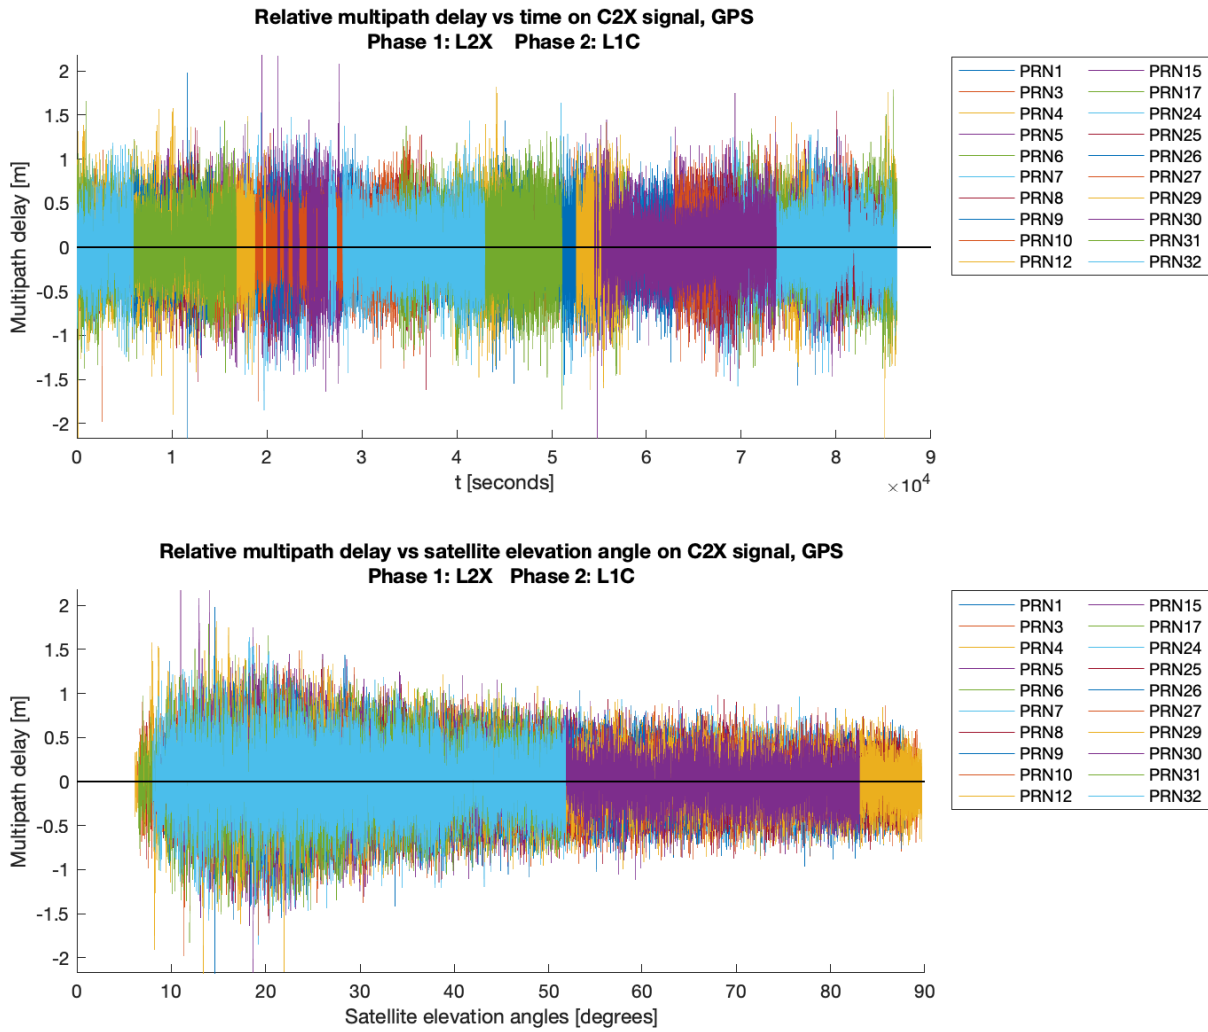 Relative multipath delay vs time on C2X signal, GPS
Phase 1: L2X Phase 2: L1C
Multipath delay [m]
2
1.5
1
0.5
0
-0.5
-1
-1.5
-2
0 1 2 3 4 5 6 7 8 9
t [seconds]
×10^4
PRN1 PRN15
PRN3 PRN17
PRN4 PRN24
PRN5 PRN25
PRN6 PRN26
PRN7 PRN27
PRN8 PRN29
PRN9 PRN30
PRN10 PRN31
PRN12 PRN32
Relative multipath delay vs satellite elevation angle on C2X signal, GPS
Phase 1: L2X Phase 2: L1C
Multipath delay [m]
2
1.5
1
0.5
0
-0.5
-1
-1.5
-2
0 10 20 30 40 50 60 70 80 90
Satellite elevation angles [degrees]
PRN1 PRN15
PRN3 PRN17
PRN4 PRN24
PRN5 PRN25
PRN6 PRN26
PRN7 PRN27
PRN8 PRN29
PRN9 PRN30
PRN10 PRN31
PRN12 PRN32